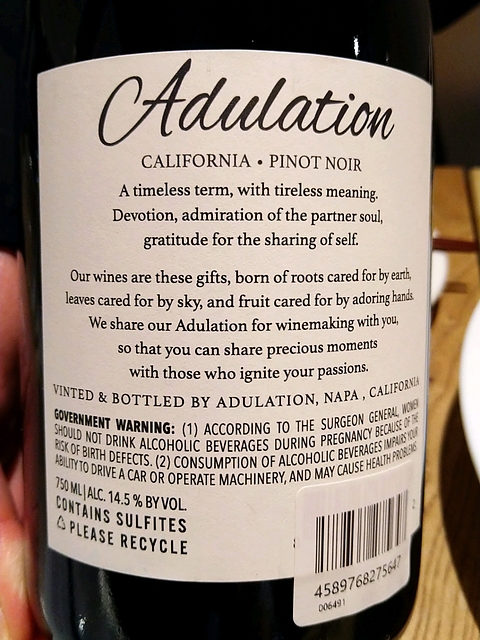 Adulation
CALIFORNIA • PINOT NOIR
A timeless term, with tireless meaning.
Devotion, admiration of the partner soul,
gratitude for the sharing of self.
Our wines are these gifts, born of roots cared for by earth,
leaves cared for by sky, and fruit cared for by adoring hands.
We share our Adulation for winemaking with you,
so that you can share precious moments
with those who ignite your passions.
VINTED & BOTTLED BY ADULATION, NAPA , CALIFORNIA
GOVERNMENT WARNING: (1) ACCORDING TO THE SURGEON GENERAL, WOMEN
SHOULD NOT DRINK ALCOHOLIC BEVERAGES DURING PREGNANCY BECAUSE OF THE
RISK OF BIRTH DEFECTS. (2) CONSUMPTION OF ALCOHOLIC BEVERAGES IMPAIRS YOUR
ABILITY TO DRIVE A CAR OR OPERATE MACHINERY, AND MAY CAUSE HEALTH PROBLEMS.
750 ML | ALC. 14.5 % BY VOL.
CONTAINS SULFITES
PLEASE RECYCLE
2
4589768275647
D06491